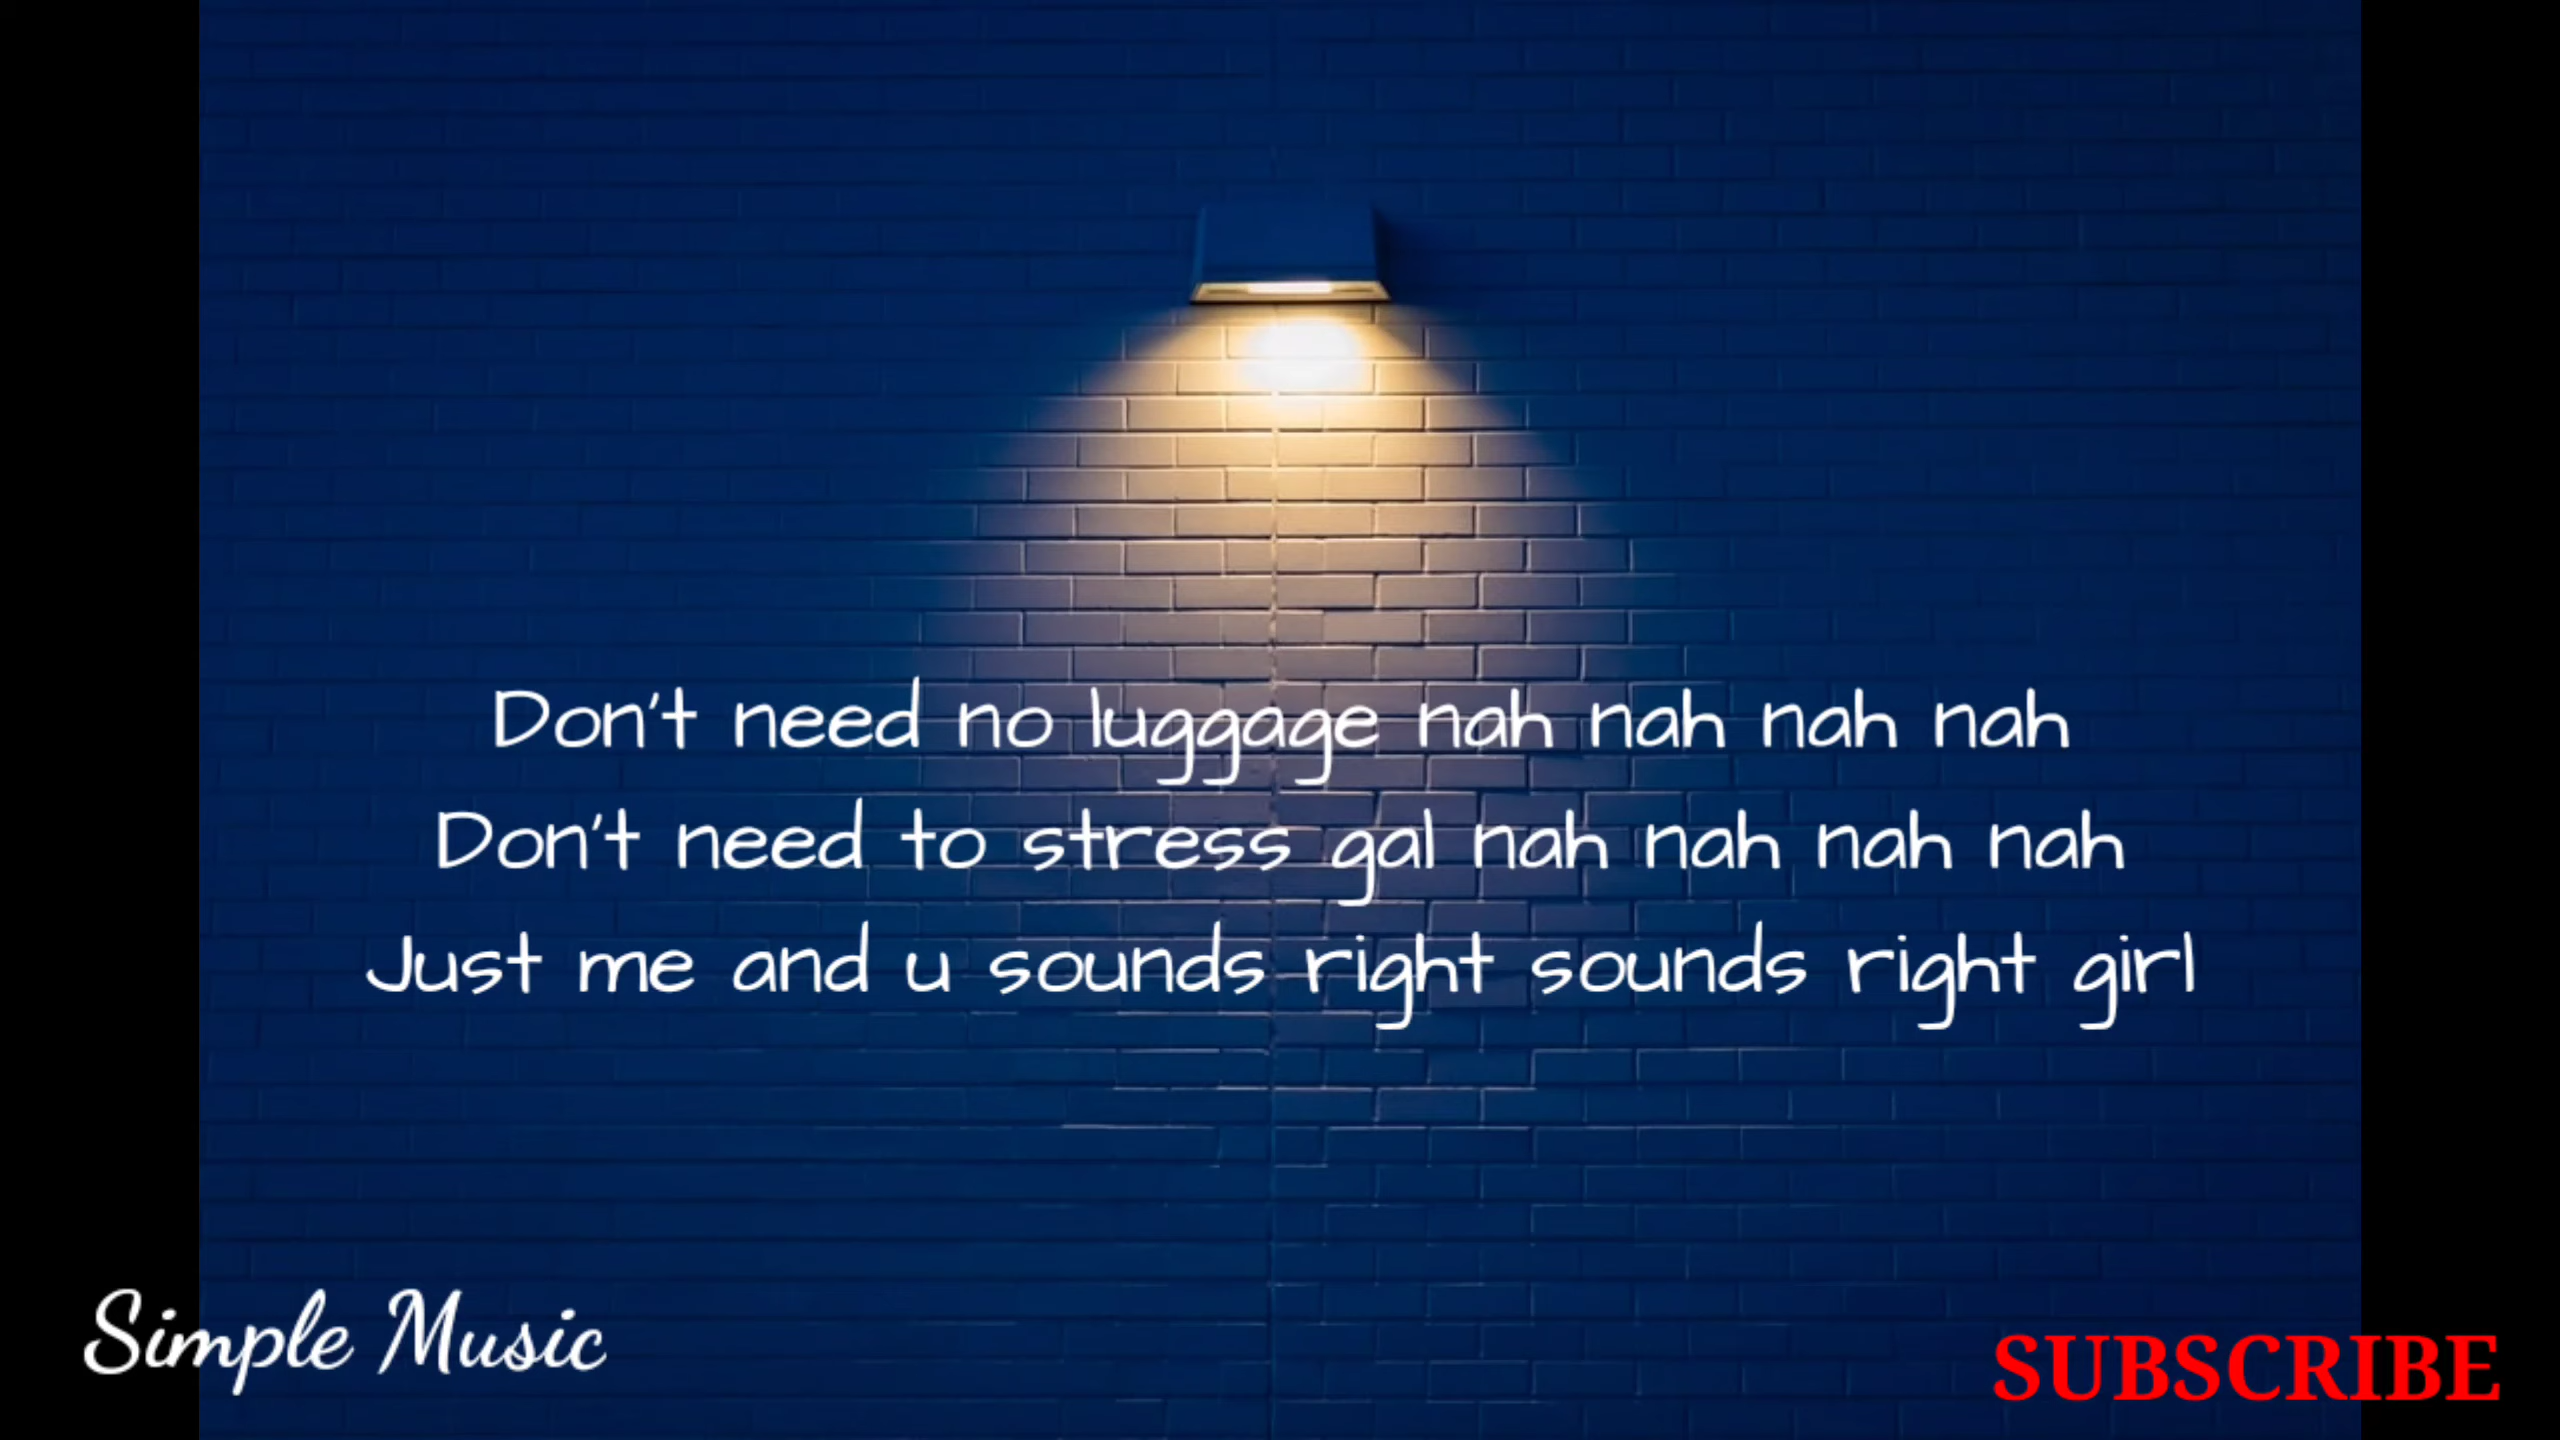 Don't need no luggage nah nah nah nah
Don't need to stress gal nah nah nah nah
Just me and u sounds right sounds right girl
Simple Music
SUBSCRIBE